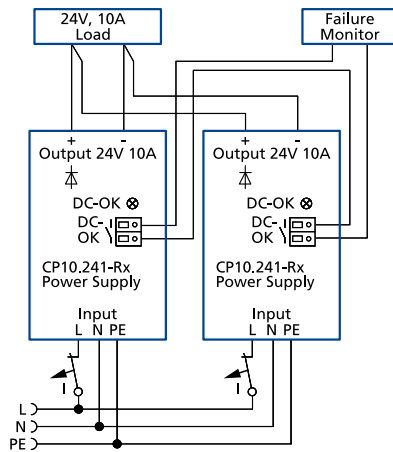 24V, 10A
Load
Failure
Monitor
+ -
Output 24V 10A
DC-OK
DC-
OK
CP10.241-Rx
Power Supply
Input
L N PE
I
+ -
Output 24V 10A
DC-OK
DC-
OK
CP10.241-Rx
Power Supply
Input
L N PE
I
L
N
PE